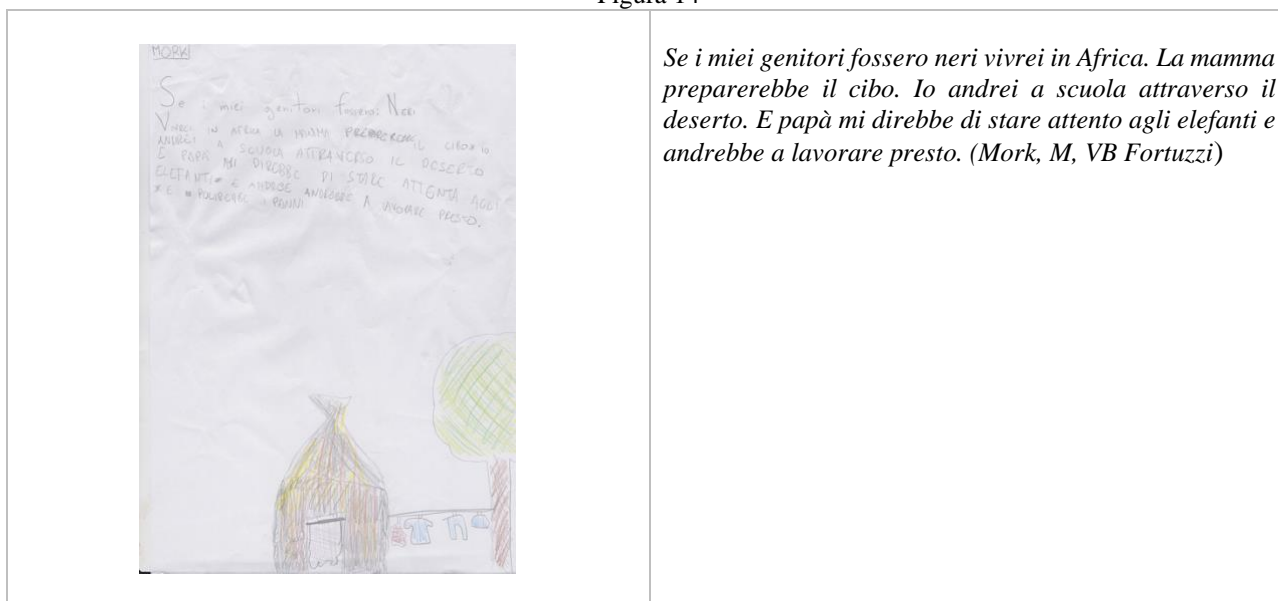 Figura 14
MORK
Se i miei genitori fossero Neri
VIVREI IN AFRICA LA MAMMA PREPAREREBBE IL CIBO* IO
ANDREI A SCUOLA ATTRAVERSO IL DESERTO
E PAPÀ MI DIREBBE DI STARE ATTENTA AGLI
ELEFANTI E ANDREBBE A LAVORARE PRESTO.
* E I PANNI
Se i miei genitori fossero neri vivrei in Africa. La mamma
preparerebbe il cibo. Io andrei a scuola attraverso il
deserto. E papà mi direbbe di stare attento agli elefanti e
andrebbe a lavorare presto. (Mork, M, VB Fortuzzi)